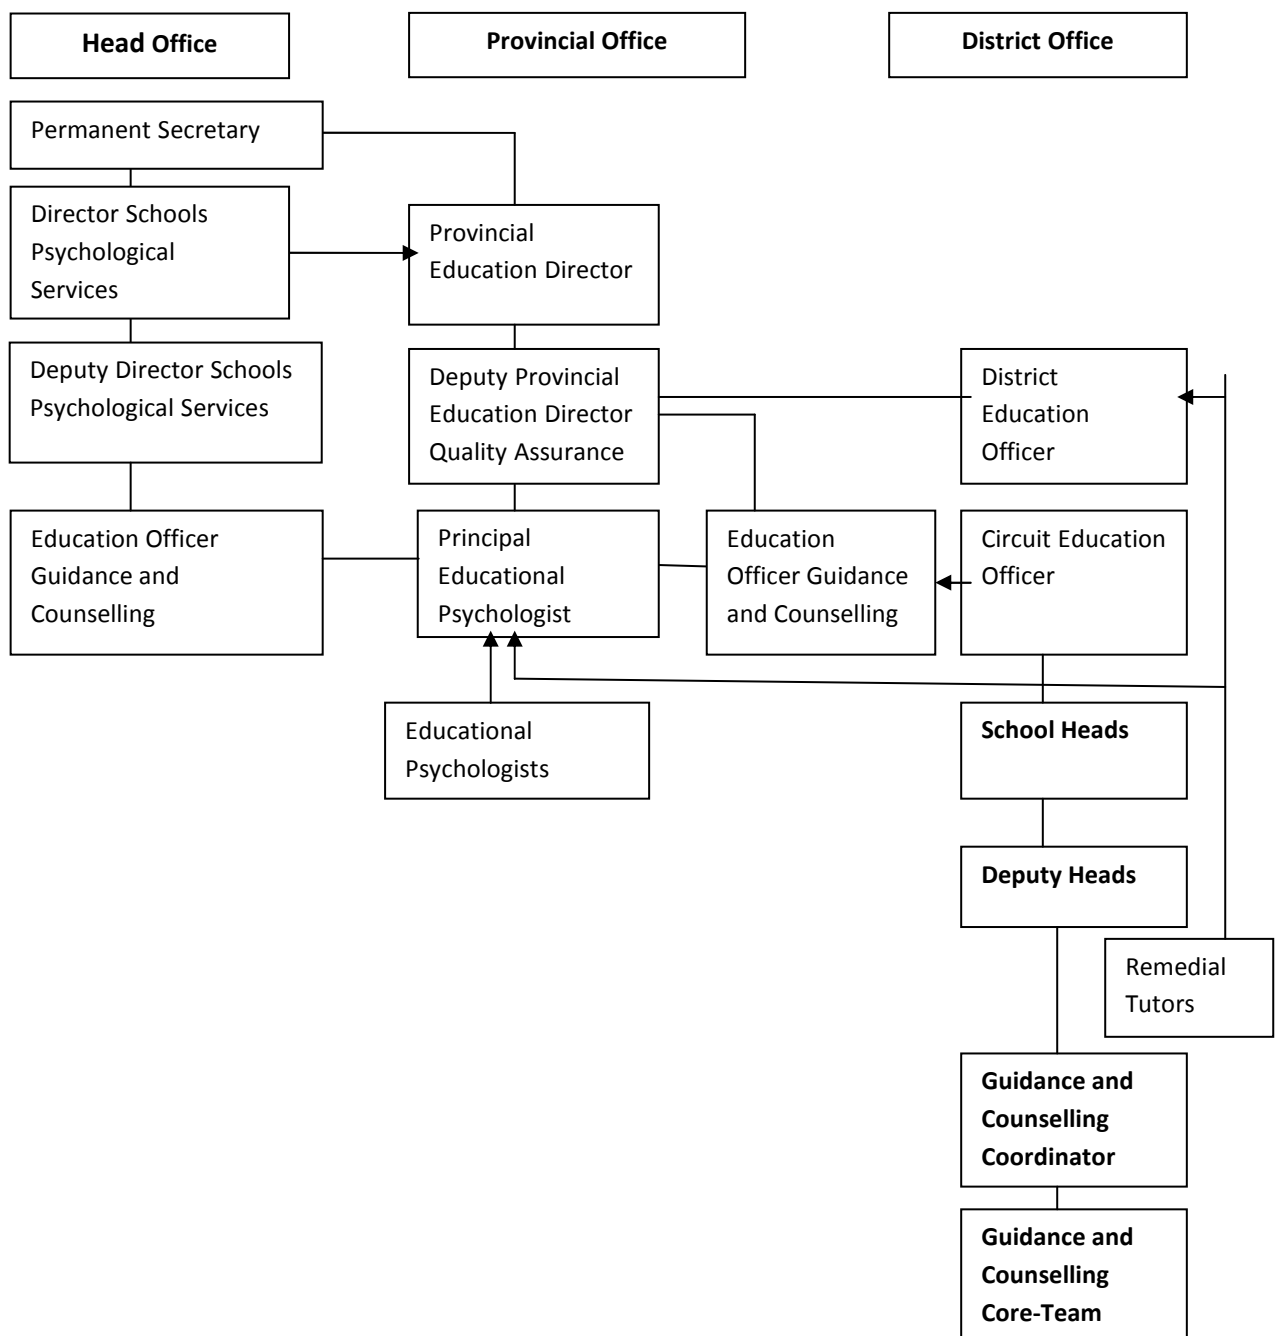 Head Office
Provincial Office
District Office
Permanent Secretary
Director Schools
Psychological
Services
Provincial
Education Director
Deputy Director Schools
Psychological Services
Deputy Provincial
Education Director
Quality Assurance
District
Education
Officer
Education Officer
Guidance and
Counselling
Principal
Educational
Psychologist
Education
Officer Guidance
and Counselling
Circuit Education
Officer
Educational
Psychologists
School Heads
Deputy Heads
Remedial
Tutors
Guidance and
Counselling
Coordinator
Guidance and
Counselling
Core-Team